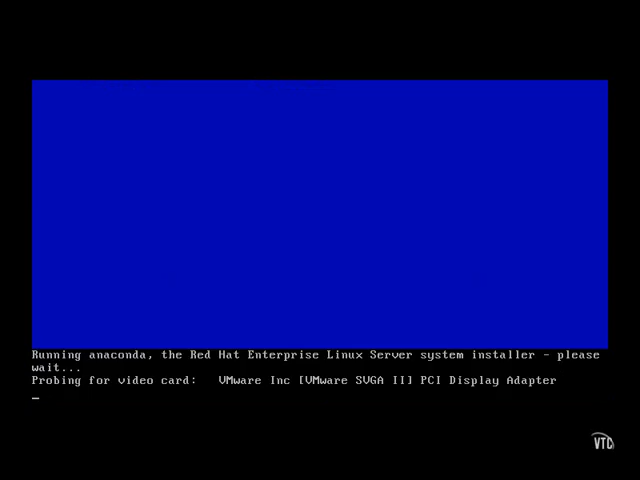 Running anaconda, the Red Hat Enterprise Linux Server system installer - please
wait...
Probing for video card:   VMware Inc [VMware SVGA II] PCI Display Adapter
VTC